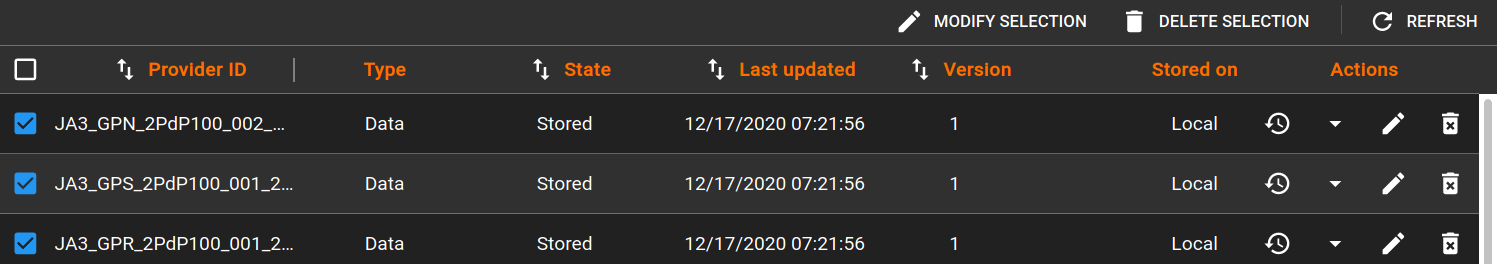 MODIFY SELECTION DELETE SELECTION REFRESH
Provider ID Type State Last updated Version Stored on Actions
JA3_GPN_2PdP100_002_... Data Stored 12/17/2020 07:21:56 1 Local
JA3_GPS_2PdP100_001_2... Data Stored 12/17/2020 07:21:56 1 Local
JA3_GPR_2PdP100_001_2... Data Stored 12/17/2020 07:21:56 1 Local